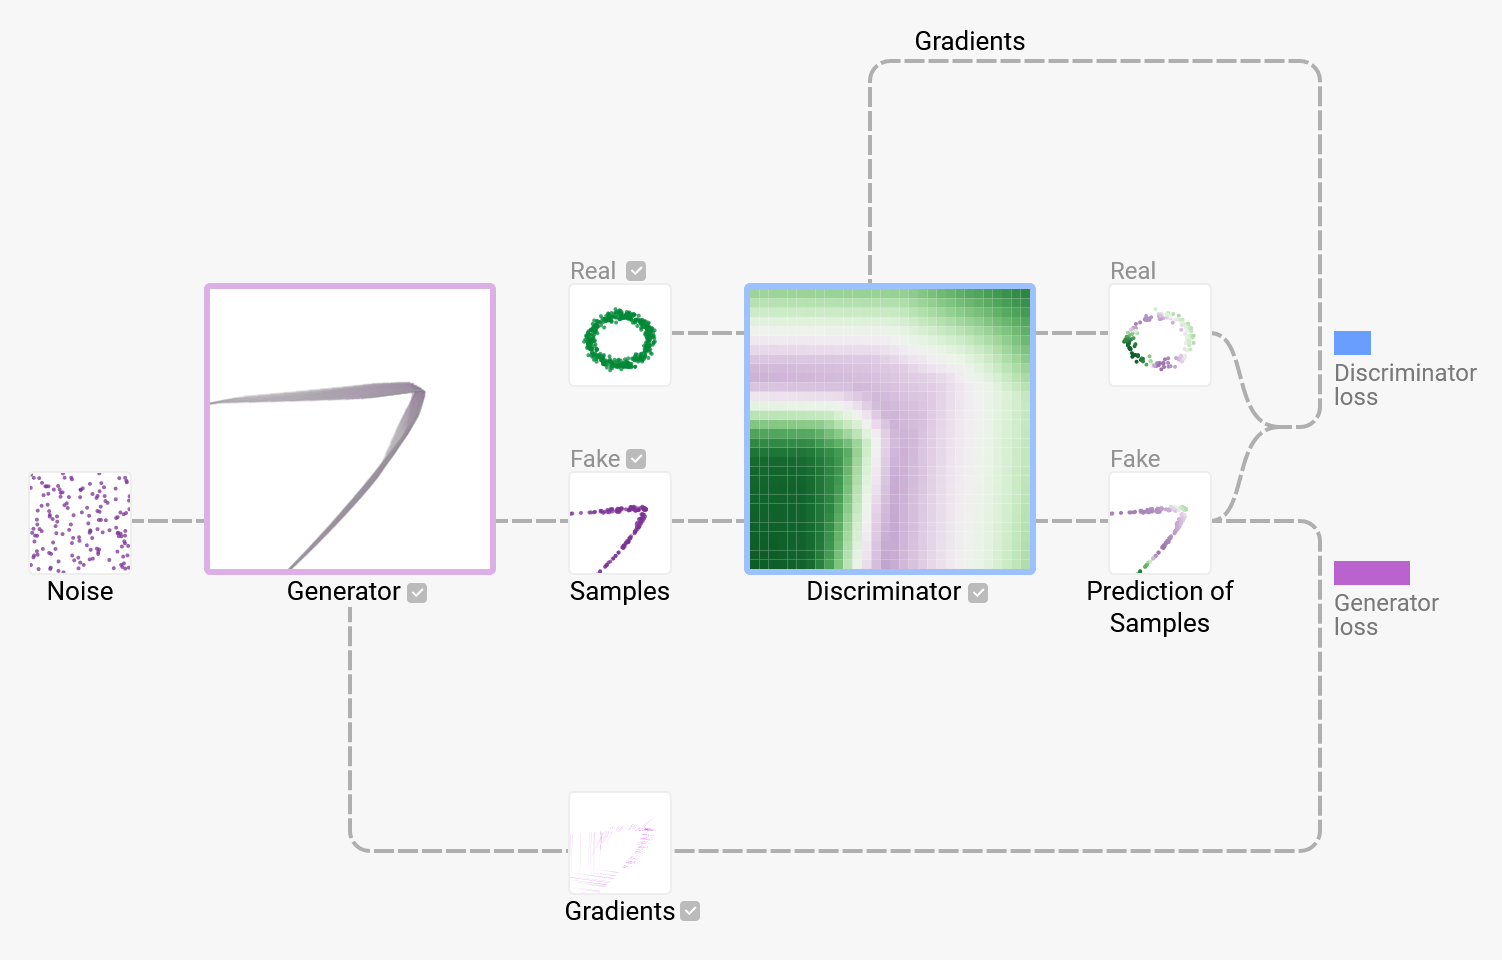 Gradients
Real
Real
Discriminator
loss
Fake
Fake
Noise
Generator
Samples
Discriminator
Prediction of
Samples
Generator
loss
Gradients